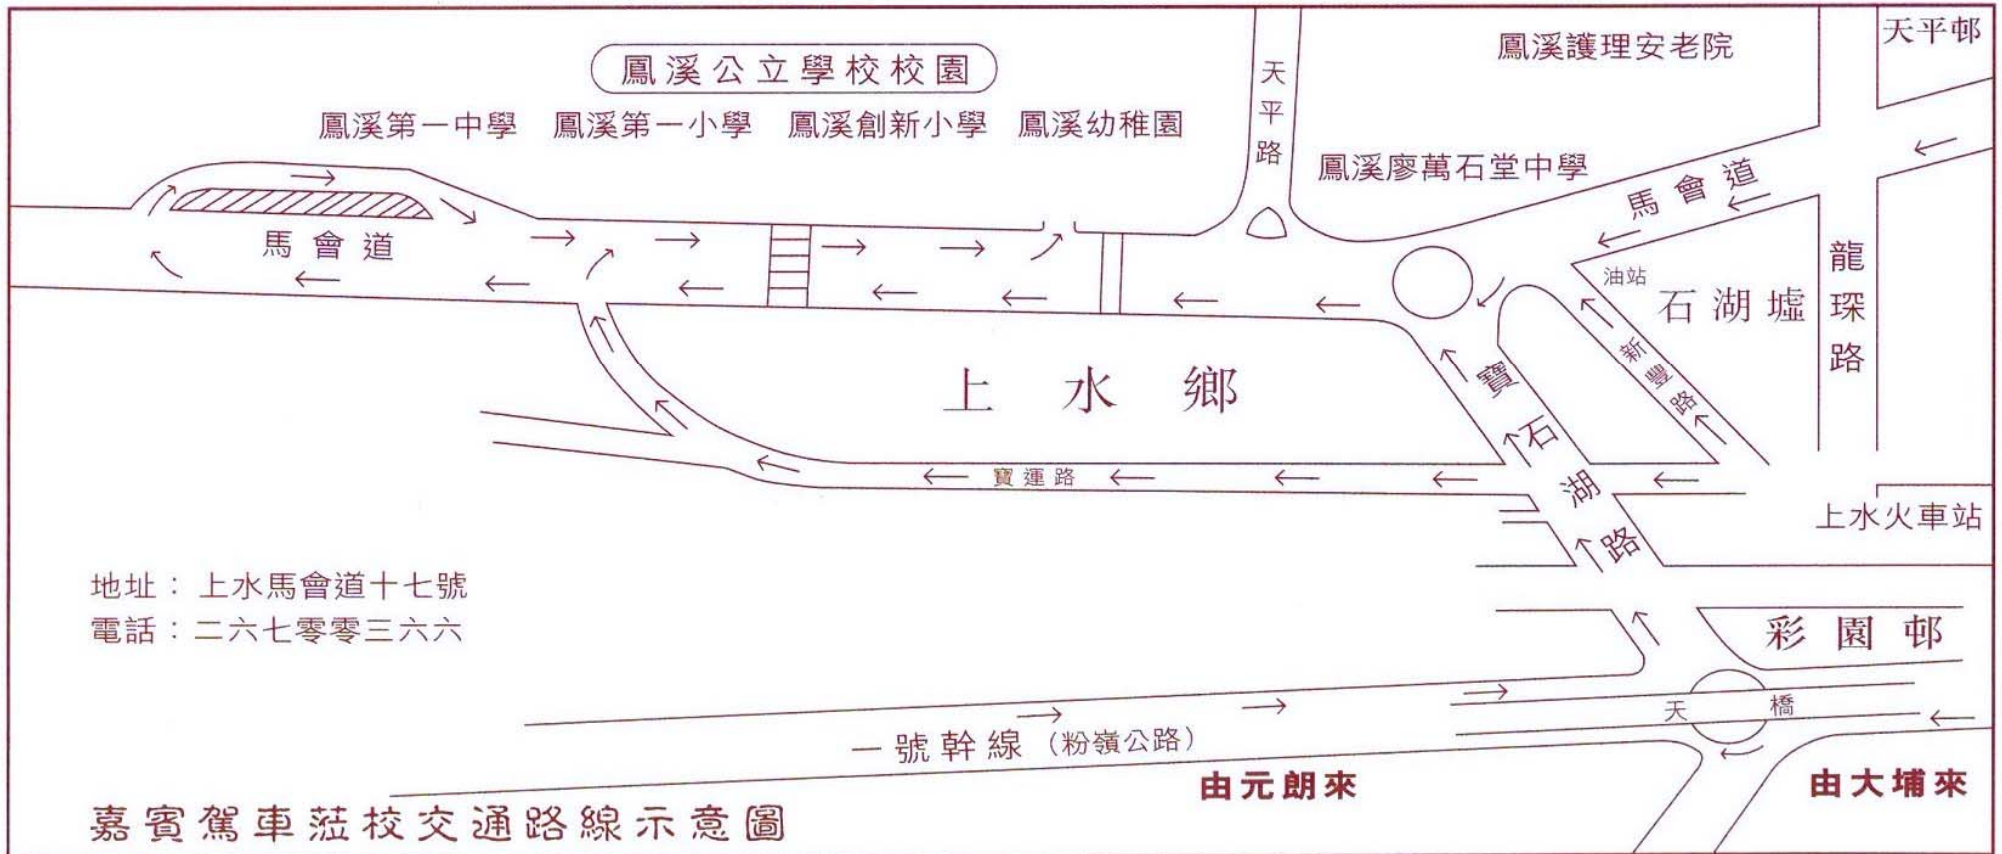 鳳溪公立學校校園
鳳溪第一中學 鳳溪第一小學 鳳溪創新小學 鳳溪幼稚園
天平路
鳳溪護理安老院
天平邨
鳳溪廖萬石堂中學
馬會道
馬會道
油站
石湖墟
龍琛路
新豐路
上水鄉
寶石湖路
寶運路
上水火車站
地址：上水馬會道十七號
電話：二六七零零三六六
彩園邨
天橋
一號幹線（粉嶺公路）
由元朗來
由大埔來
嘉賓駕車蒞校交通路線示意圖